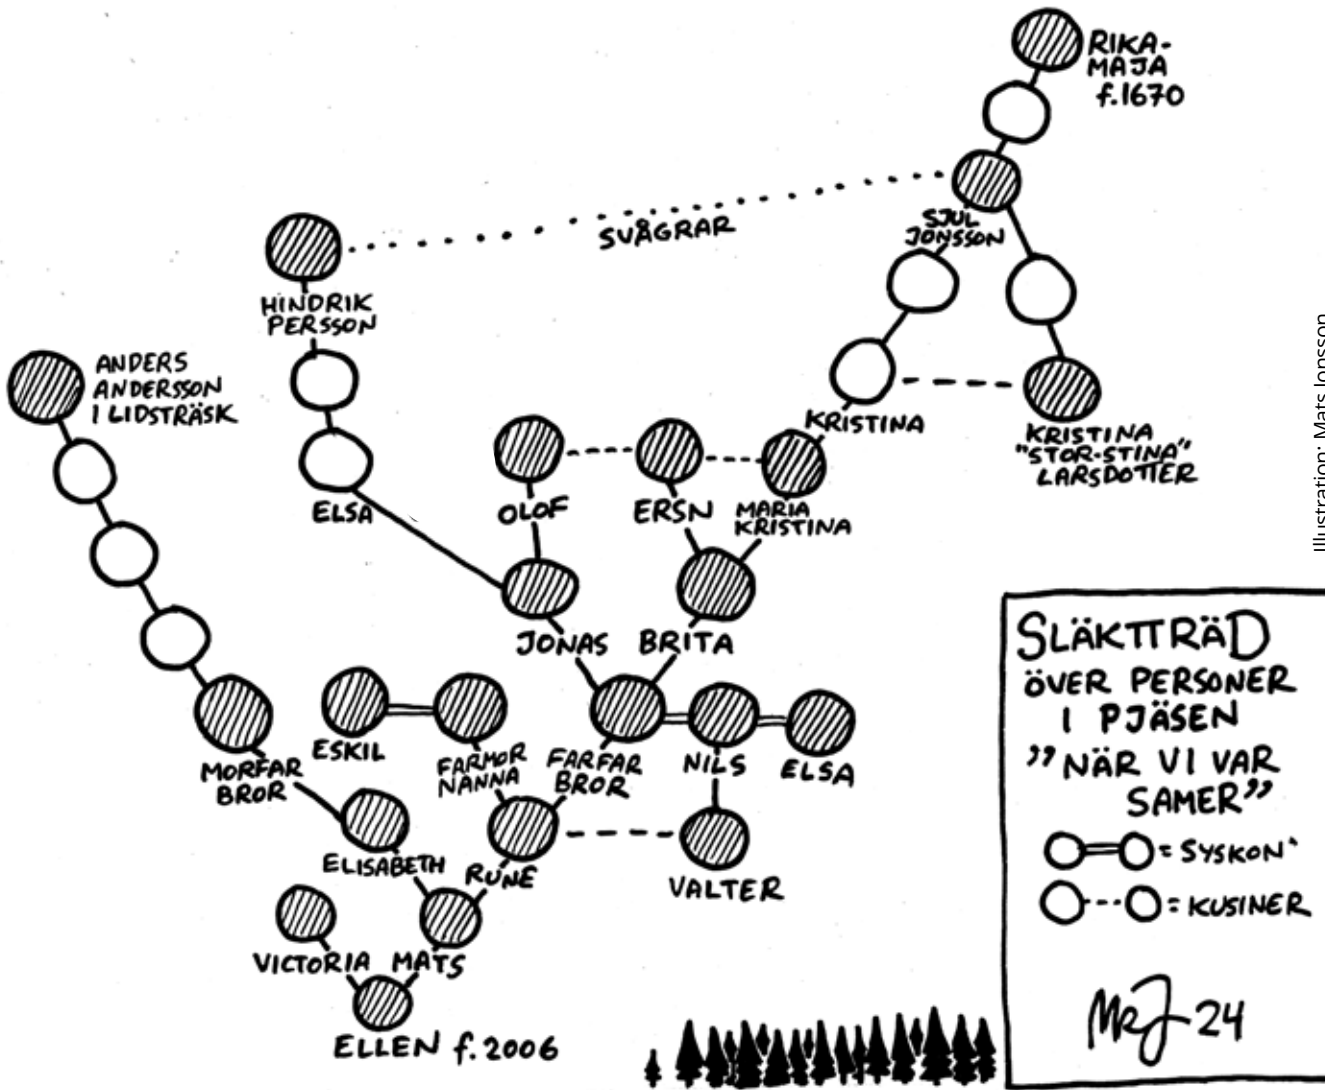 RIKA-
MAJA
f.1670
SVÅGRAR
SJUL
JONSSON
HINDRIK
PERSSON
ANDERS
ANDERSSON
I LIDSTRÄSK
KRISTINA
KRISTINA
"STOR-STINA"
LARSDOTTER
ELSA
OLOF
ERSN
MARIA
KRISTINA
JONAS
BRITA
ESKIL
FARMOR
NANNA
FARFAR
BROR
NILS
ELSA
MORFAR
BROR
ELISABETH
RUNE
VALTER
VICTORIA
MATS
ELLEN f.2006
SLÄKTTRÄD
ÖVER PERSONER
I PJÄSEN
"NÄR VI VAR
SAMER"
= SYSKON
= KUSINER
24
Illustration: Mats Jonsson